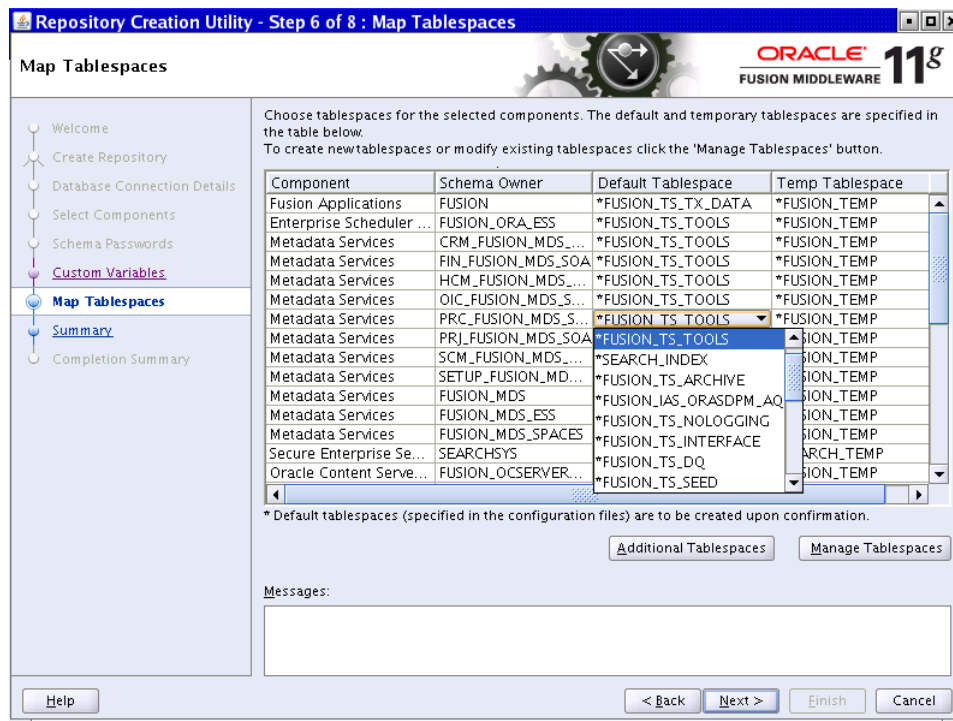 Repository Creation Utility - Step 6 of 8 : Map Tablespaces
Map Tablespaces
ORACLE
FUSION MIDDLEWARE 11g
Welcome
Create Repository
Database Connection Details
Select Components
Schema Passwords
Custom Variables
Map Tablespaces
Summary
Completion Summary
Choose tablespaces for the selected components. The default and temporary tablespaces are specified in
the table below.
To create new tablespaces or modify existing tablespaces click the 'Manage Tablespaces' button.
Component Schema Owner Default Tablespace Temp Tablespace
Fusion Applications FUSION *FUSION_TS_TX_DATA *FUSION_TEMP
Enterprise Scheduler ... FUSION_ORA_ESS *FUSION_TS_TOOLS *FUSION_TEMP
Metadata Services CRM_FUSION_MDS_... *FUSION_TS_TOOLS *FUSION_TEMP
Metadata Services FIN_FUSION_MDS_SOA *FUSION_TS_TOOLS *FUSION_TEMP
Metadata Services HCM_FUSION_MDS_... *FUSION_TS_TOOLS *FUSION_TEMP
Metadata Services OIC_FUSION_MDS_S... *FUSION_TS_TOOLS *FUSION_TEMP
Metadata Services PRC_FUSION_MDS_S... *FUSION_TS_TOOLS *FUSION_TEMP
Metadata Services PRJ_FUSION_MDS_SOA *FUSION_TS_TOOLS SION_TEMP
Metadata Services SCM_FUSION_MDS_... *SEARCH_INDEX SION_TEMP
Metadata Services SETUP_FUSION_MD... *FUSION_TS_ARCHIVE SION_TEMP
Metadata Services FUSION_MDS *FUSION_IAS_ORASDPM_AQ SION_TEMP
Metadata Services FUSION_MDS_ESS *FUSION_TS_NOLOGGING SION_TEMP
Metadata Services FUSION_MDS_SPACES *FUSION_TS_INTERFACE SION_TEMP
Secure Enterprise Se... SEARCHSYS *FUSION_TS_DQ ARCH_TEMP
Oracle Content Serve... FUSION_OCSERVER... *FUSION_TS_SEED SION_TEMP
* Default tablespaces (specified in the configuration files) are to be created upon confirmation.
Additional Tablespaces Manage Tablespaces
Messages:
Help < Back Next > Finish Cancel